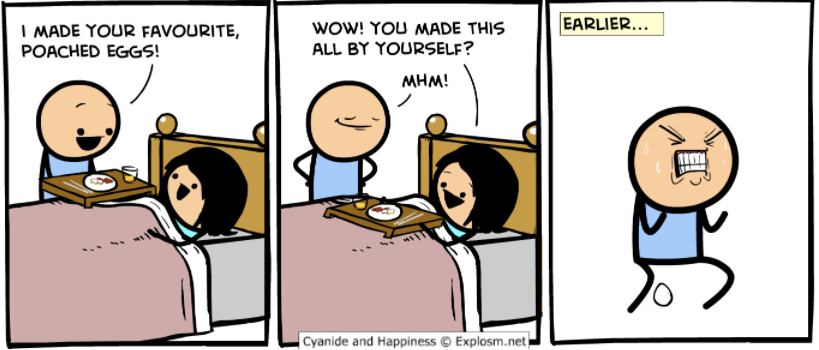 I MADE YOUR FAVOURITE,
POACHED EGGS!
WOW! YOU MADE THIS
ALL BY YOURSELF?
MHM!
EARLIER...
Cyanide and Happiness © Explosm.net